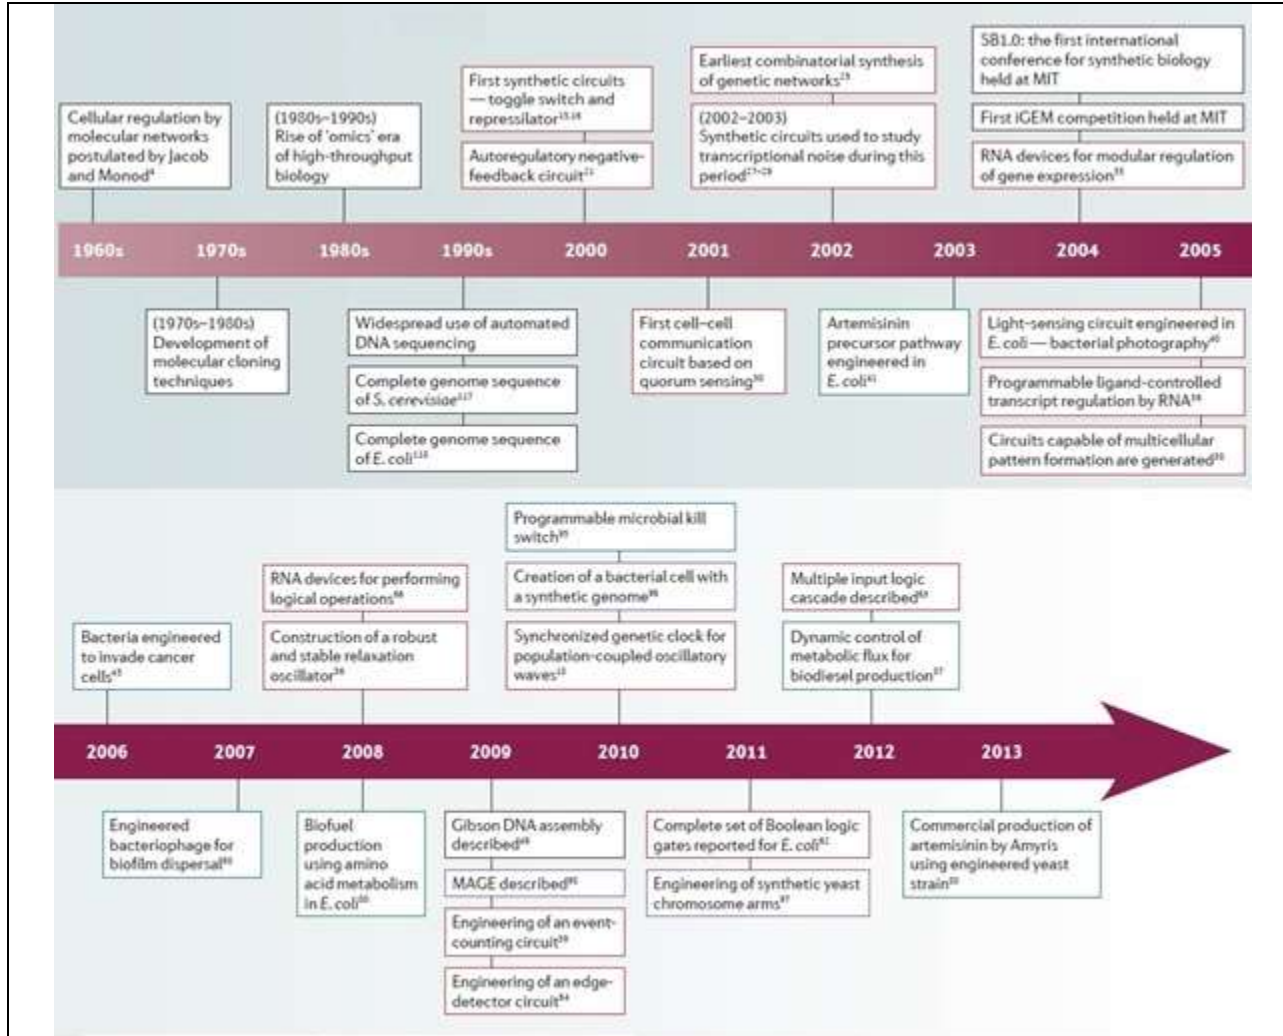 Cellular regulation by
molecular networks
postulated by Jacob
and Monod⁴
(1980s–1990s)
Rise of 'omics' era
of high-throughput
biology
First synthetic circuits
— toggle switch and
repressilator
Autoregulatory negative-
feedback circuit
Earliest combinatorial synthesis
of genetic networks
(2002–2003)
Synthetic circuits used to study
transcriptional noise during this
period
SB1.0: the first international
conference for synthetic biology
held at MIT
First iGEM competition held at MIT
RNA devices for modular regulation
of gene expression
1960s 1970s 1980s 1990s 2000 2001 2002 2003 2004 2005
(1970s–1980s)
Development of
molecular cloning
techniques
Widespread use of automated
DNA sequencing
Complete genome sequence
of S. cerevisiae
Complete genome sequence
of E. coli
First cell–cell
communication
circuit based on
quorum sensing
Artemisinin
precursor pathway
engineered in
E. coli
Light-sensing circuit engineered in
E. coli — bacterial photography
Programmable ligand-controlled
transcript regulation by RNA
Circuits capable of multicellular
pattern formation are generated
Bacteria engineered
to invade cancer
cells
RNA devices for performing
logical operations
Construction of a robust
and stable relaxation
oscillator
Programmable microbial kill
switch
Creation of a bacterial cell with
a synthetic genome
Synchronized genetic clock for
population-coupled oscillatory
waves
Multiple input logic
cascade described
Dynamic control of
metabolic flux for
biodiesel production
2006 2007 2008 2009 2010 2011 2012 2013
Engineered
bacteriophage for
biofilm dispersal
Biofuel
production
using amino
acid metabolism
in E. coli
Gibson DNA assembly
described
MAGE described
Engineering of an event-
counting circuit
Engineering of an edge-
detector circuit
Complete set of Boolean logic
gates reported for E. coli
Engineering of synthetic yeast
chromosome arms
Commercial production of
artemisinin by Amyris
using engineered yeast
strain